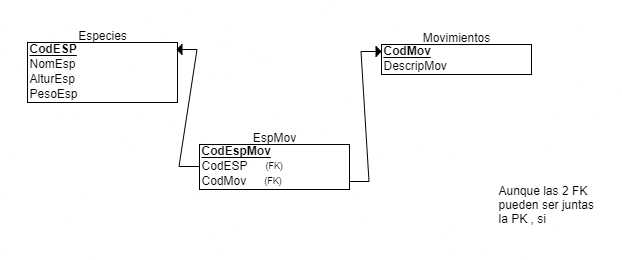 Especies
CodESP
NomEsp
AlturEsp
PesoEsp
Movimientos
CodMov
DescripMov
EspMov
CodEspMov
CodESP (FK)
CodMov (FK)
Aunque las 2 FK
pueden ser juntas
la PK , si